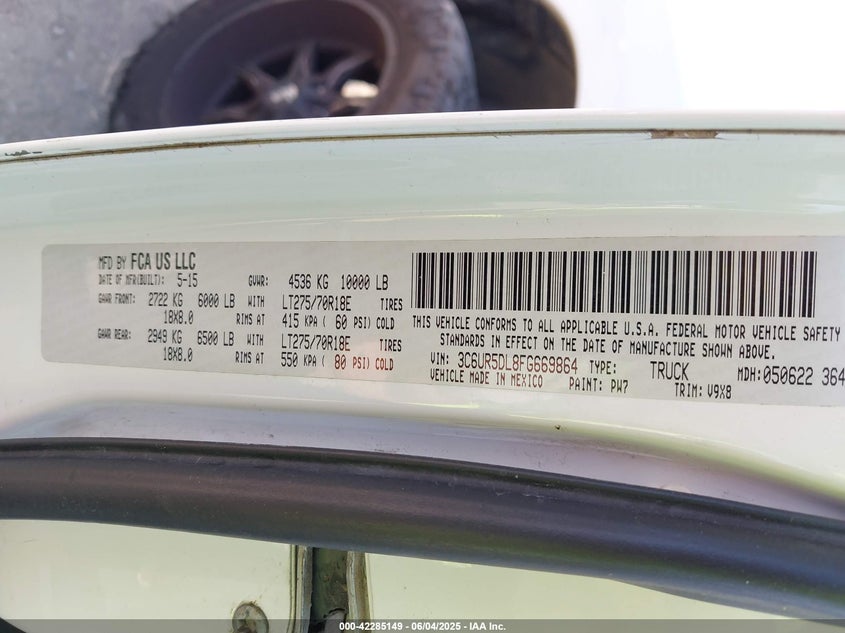 MFD BY FCA US LLC
DATE OF MFR(BUILT): 5-15 GVWR: 4536 KG 10000 LB
GAWR FRONT: 2722 KG 6000 LB WITH LT275/70R18E TIRES
18X8.0 RIMS AT 415 KPA ( 60 PSI) COLD
GAWR REAR: 2949 KG 6500 LB WITH LT275/70R18E TIRES
18X8.0 RIMS AT 550 KPA ( 80 PSI) COLD
THIS VEHICLE CONFORMS TO ALL APPLICABLE U.S.A. FEDERAL MOTOR VEHICLE SAFETY
STANDARDS IN EFFECT ON THE DATE OF MANUFACTURE SHOWN ABOVE.
VIN: 3C6UR5DL8FG669864 TYPE: TRUCK MDH: 050622 364
VEHICLE MADE IN MEXICO PAINT: PW7 TRIM: V9X8
000-42285149 - 06/04/2025 - IAA Inc.